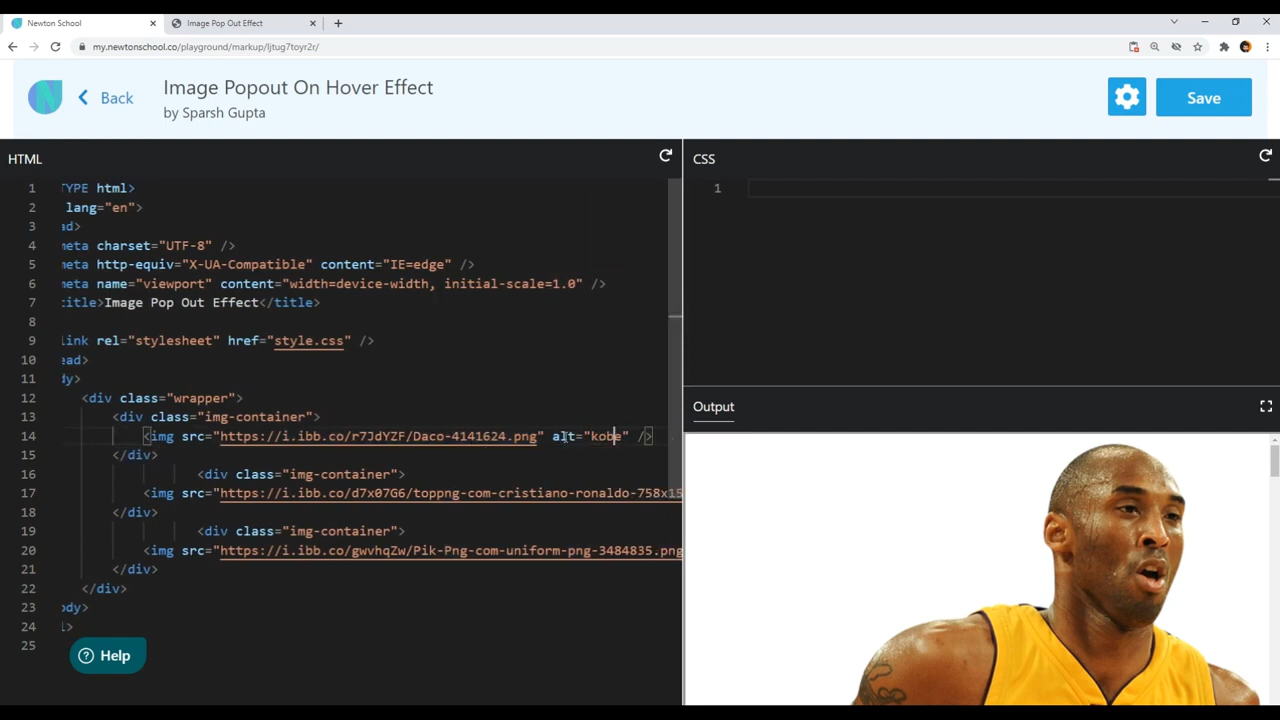 Newton School
Image Pop Out Effect
my.newtonschool.co/playground/markup/ljtug7toyr2r/
Back
Image Popout On Hover Effect
by Sparsh Gupta
Save
HTML
1 TYPE html>
2 lang="en">
3 ad>
4 meta charset="UTF-8" />
5 meta http-equiv="X-UA-Compatible" content="IE=edge" />
6 meta name="viewport" content="width=device-width, initial-scale=1.0" />
7 title>Image Pop Out Effect</title>
8
9 link rel="stylesheet" href="style.css" />
10 ead>
11 dy>
12 <div class="wrapper">
13 <div class="img-container">
14 <img src="https://i.ibb.co/r7JdYZF/Daco-4141624.png" alt="kobe" />
15 </div>
16 <div class="img-container">
17 <img src="https://i.ibb.co/d7x07G6/toppng-com-cristiano-ronaldo-758x15
18 </div>
19 <div class="img-container">
20 <img src="https://i.ibb.co/gwvhqZw/Pik-Png-com-uniform-png-3484835.png
21 </div>
22 </div>
23 ody>
24 l>
25
Help
CSS
1
Output